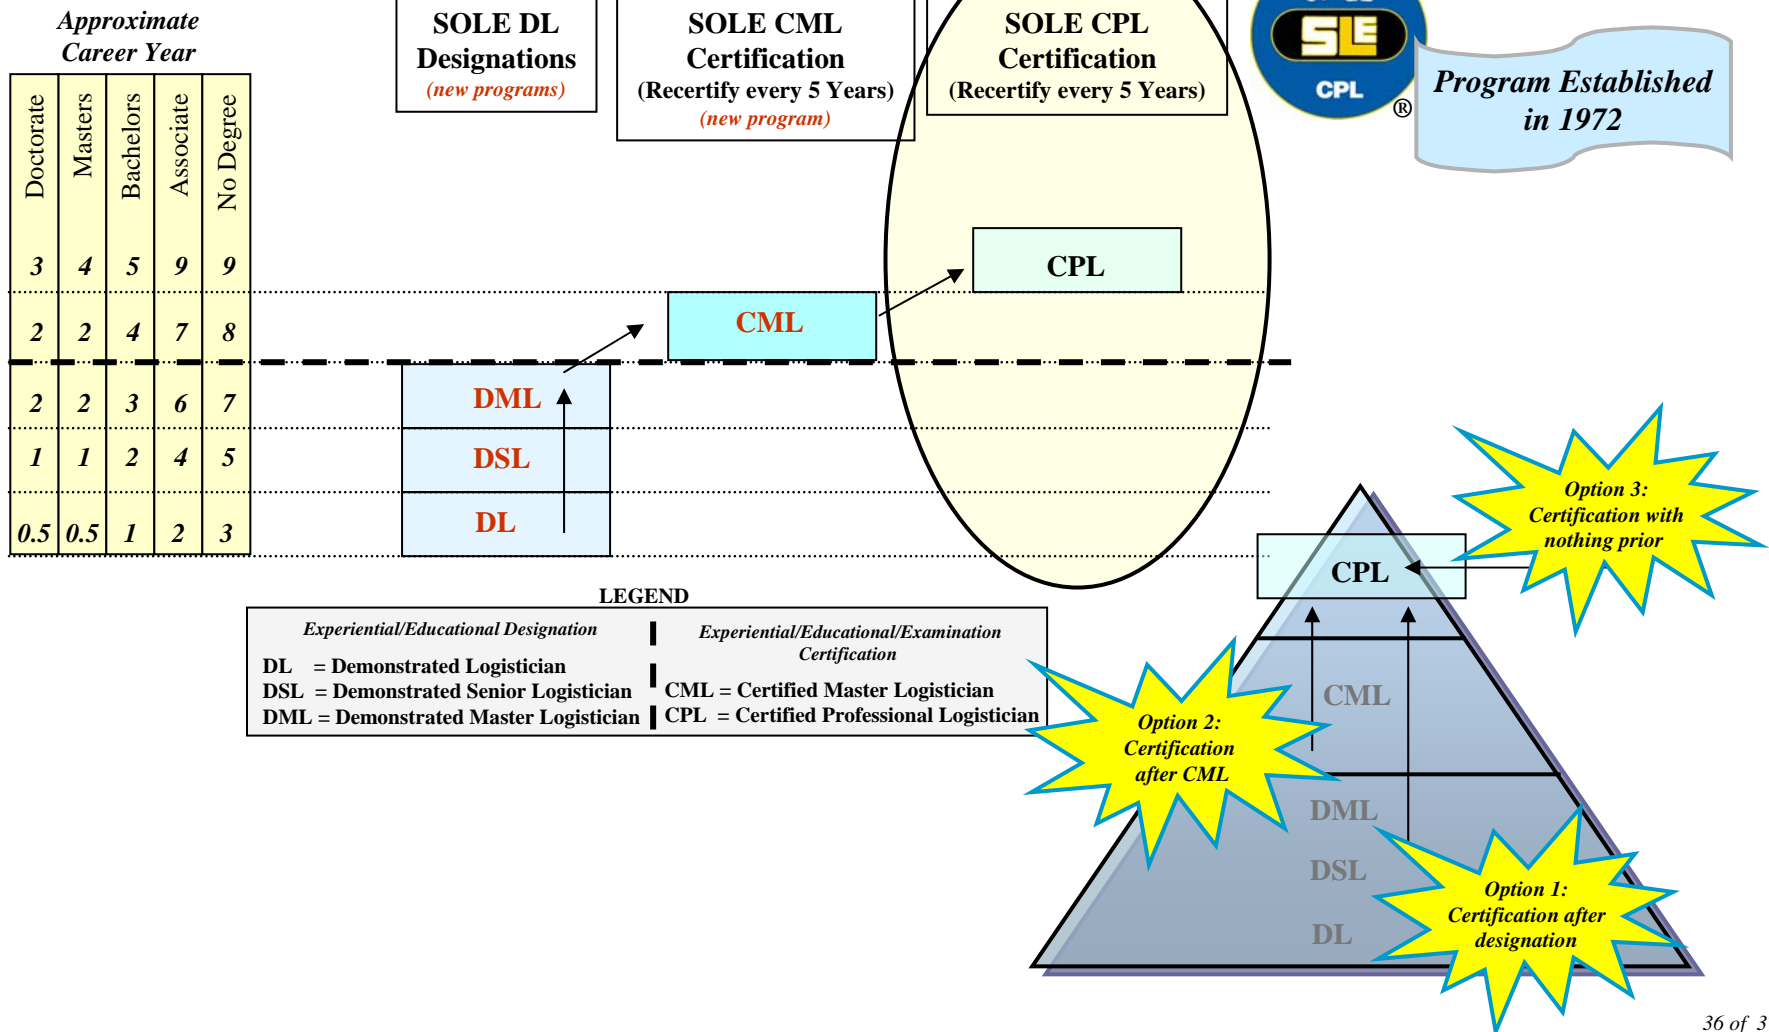 Approximate
Career Year
SOLE DL
Designations
(new programs)
SOLE CML
Certification
(Recertify every 5 Years)
(new program)
SOLE CPL
Certification
(Recertify every 5 Years)
SLE
CPL
®
Program Established
in 1972
Doctorate
Masters
Bachelors
Associate
No Degree
3 4 5 9 9
CPL
2 2 4 7 8
CML
2 2 3 6 7
DML
1 1 2 4 5
DSL
0.5 0.5 1 2 3
DL
LEGEND
Experiential/Educational Designation
DL = Demonstrated Logistician
DSL = Demonstrated Senior Logistician
DML = Demonstrated Master Logistician
Experiential/Educational/Examination
Certification
CML = Certified Master Logistician
CPL = Certified Professional Logistician
Option 3:
Certification with
nothing prior
CPL
CML
Option 2:
Certification
after CML
DML
DSL
DL
Option 1:
Certification after
designation
36 of 3